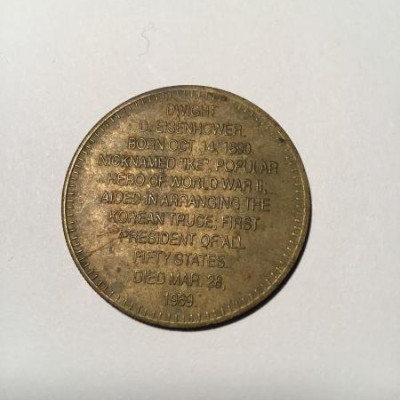 DWIGHT
D. EISENHOWER.
BORN OCT. 14, 1890.
NICKNAMED "IKE", POPULAR
HERO OF WORLD WAR II,
AIDED IN ARRANGING THE
KOREAN TRUCE; FIRST
PRESIDENT OF ALL
FIFTY STATES.
DIED MAR. 28,
1969.